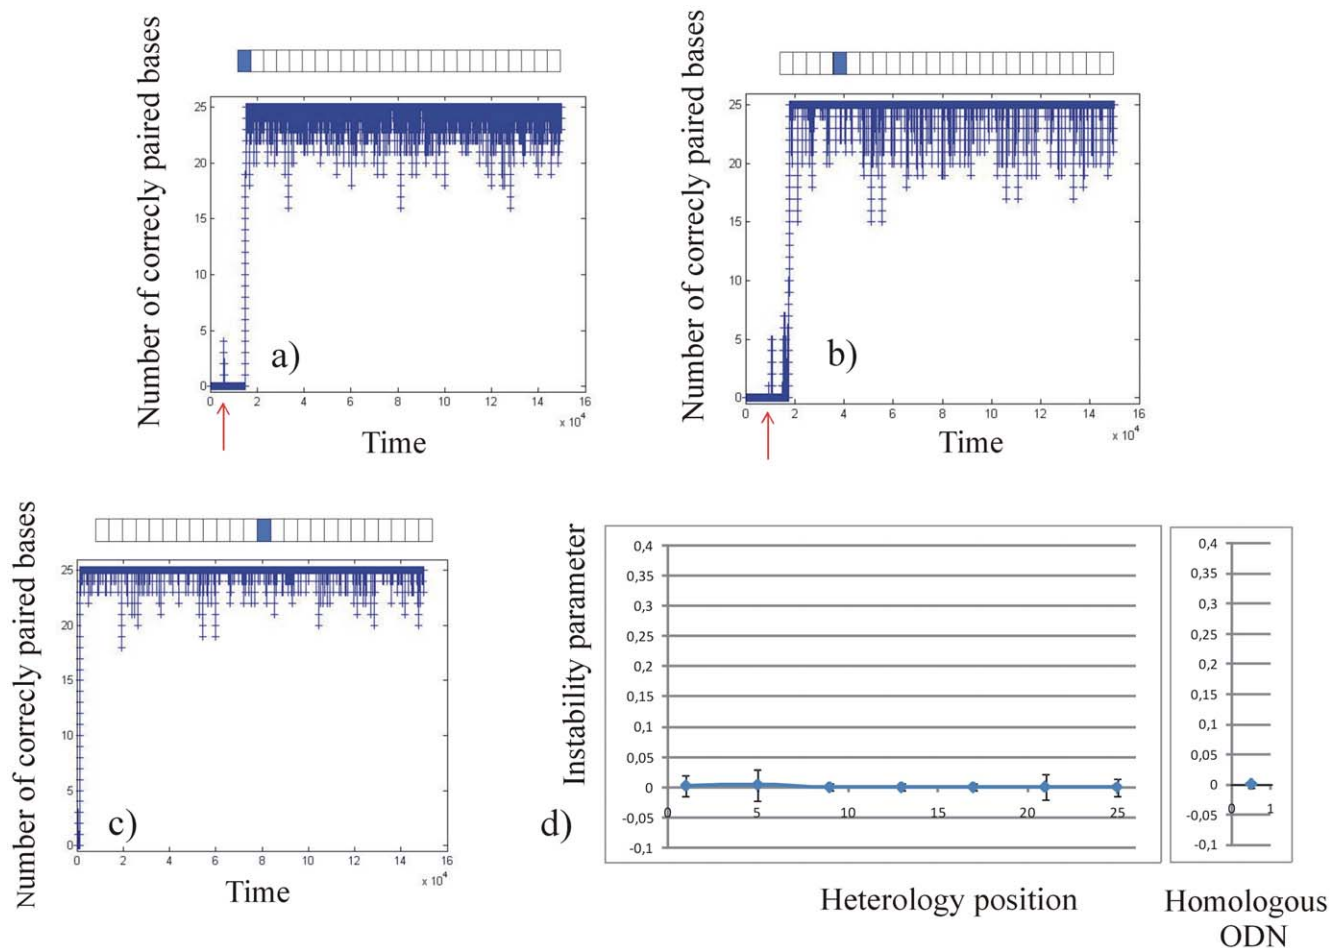 Number of correcly paired bases
25
20
15
10
5
0
0 2 4 6 8 10 12 14 16
x 10^4
a)
Time
Number of correcly paired bases
25
20
15
10
5
0
0 2 4 6 8 10 12 14 16
x 10^4
b)
Time
Number of correcly paired bases
25
20
15
10
5
0
0 2 4 6 8 10 12 14 16
x 10^4
c)
Time
Instability parameter
0,4
0,35
0,3
0,25
0,2
0,15
0,1
0,05
0
-0,05
-0,1
0 5 10 15 20 25
d)
Heterology position
0,4
0,35
0,3
0,25
0,2
0,15
0,1
0,05
0
-0,05
-0,1
0 1
Homologous
ODN